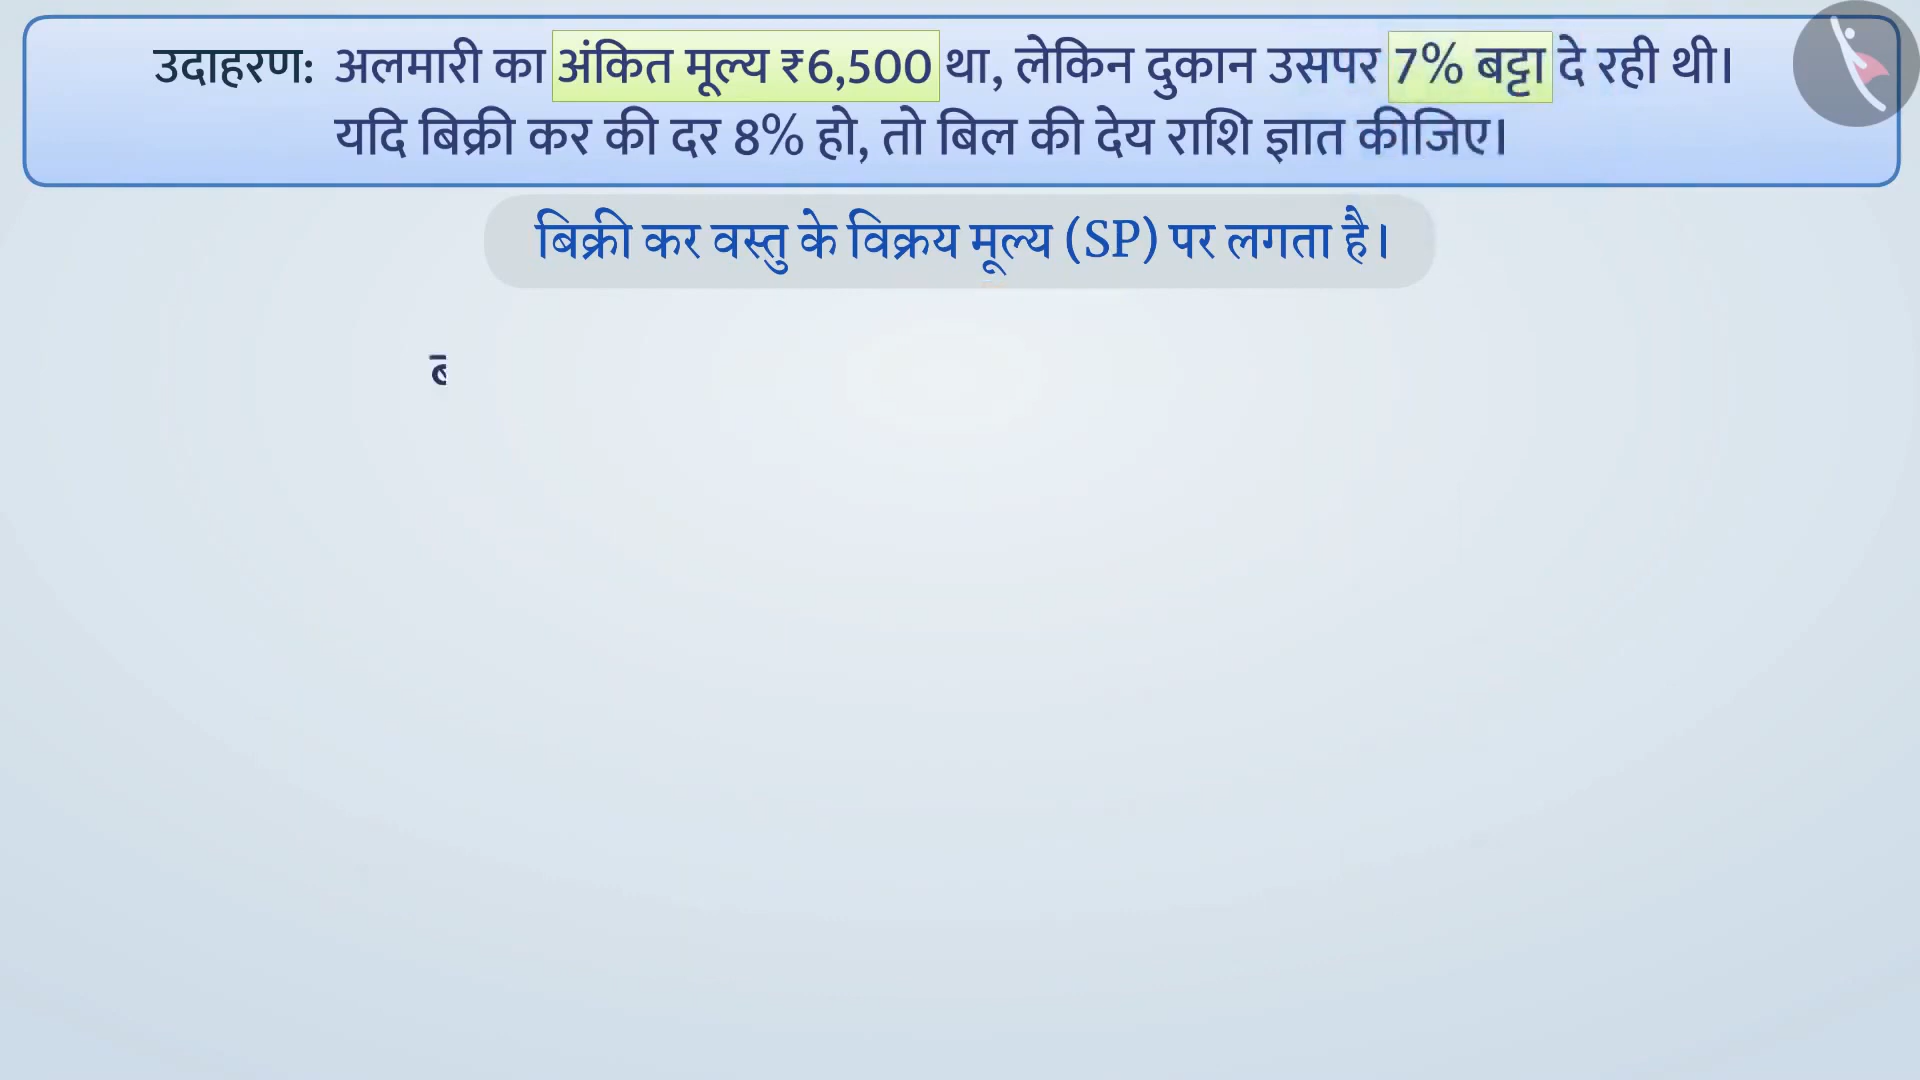 उदाहरण: अलमारी का अंकित मूल्य ₹6,500 था, लेकिन दुकान उसपर 7% बट्टा दे रही थी।
यदि बिक्री कर की दर 8% हो, तो बिल की देय राशि ज्ञात कीजिए।
बिक्री कर वस्तु के विक्रय मूल्य (SP) पर लगता है।